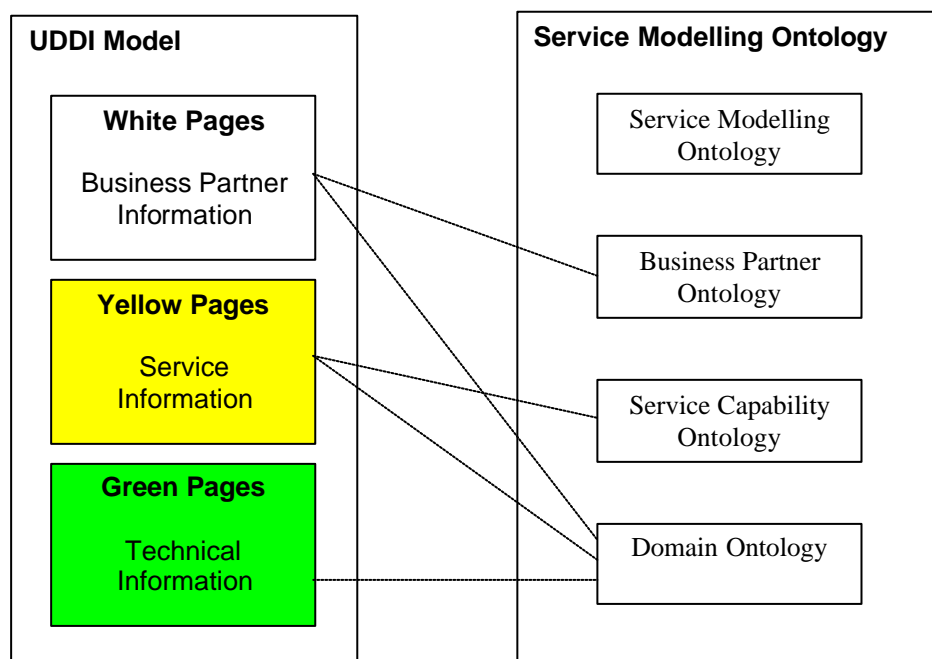 UDDI Model
White Pages
Business Partner
Information
Yellow Pages
Service
Information
Green Pages
Technical
Information
Service Modelling Ontology
Service Modelling
Ontology
Business Partner
Ontology
Service Capability
Ontology
Domain Ontology